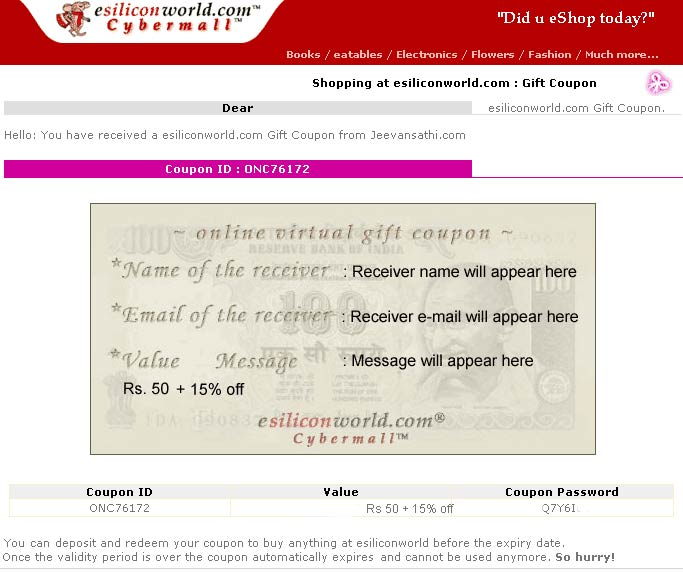 esiliconworld.com™
Cybermall™
"Did u eShop today?"
Books / eatables / Electronics / Flowers / Fashion / Much more...
Shopping at esiliconworld.com : Gift Coupon
Dear
esiliconworld.com Gift Coupon.
Hello: You have received a esiliconworld.com Gift Coupon from Jeevansathi.com
Coupon ID : ONC76172
~ online virtual gift coupon ~
RESERVE BANK OF INDIA
*Name of the receiver : Receiver name will appear here
100
*Email of the receiver : Receiver e-mail will appear here
*Value Message : Message will appear here
Rs. 50 + 15% off
esiliconworld.com®
Cybermall™
Coupon ID Value Coupon Password
ONC76172 Rs 50 + 15% off Q7Y6I
You can deposit and redeem your coupon to buy anything at esiliconworld before the expiry date.
Once the validity period is over the coupon automatically expires and cannot be used anymore. So hurry!